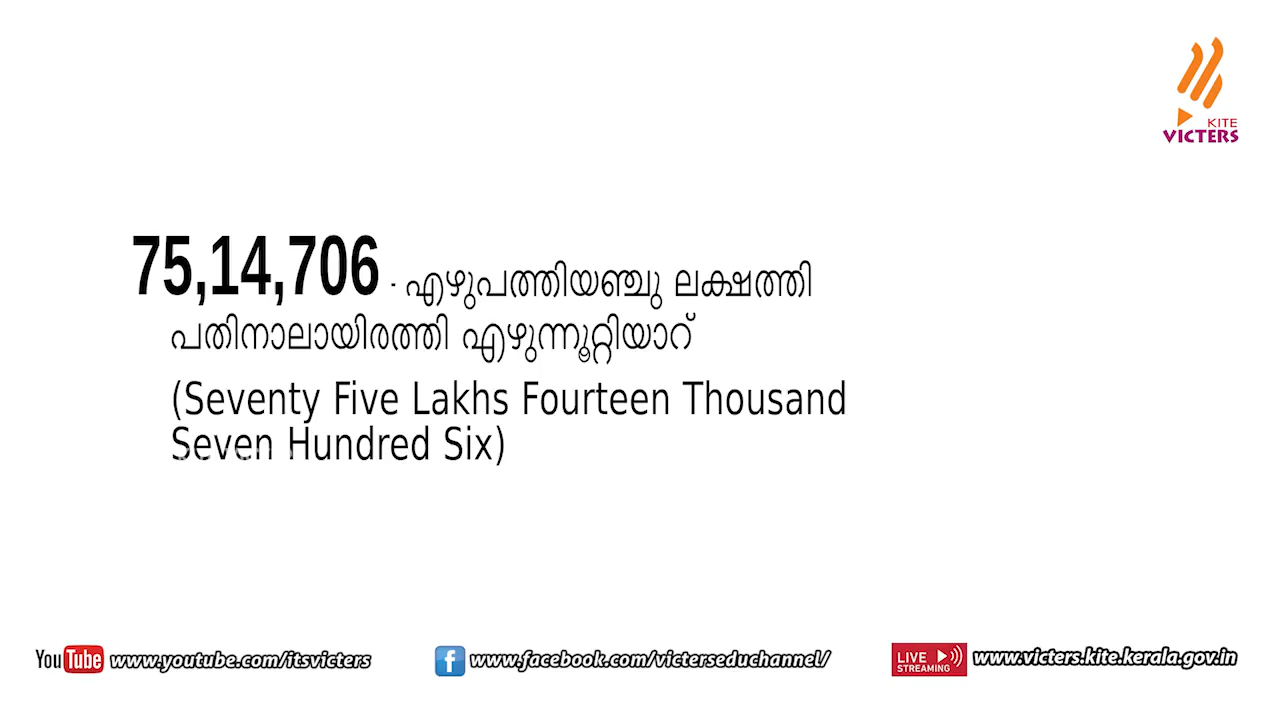 KITE
VICTERS
75,14,706 - എഴുപത്തിയഞ്ചു ലക്ഷത്തി
പതിനാലായിരത്തി എഴുന്നൂറ്റിയാറ്
(Seventy Five Lakhs Fourteen Thousand
Seven Hundred Six)
YouTube www.youtube.com/itsvicters
f www.facebook.com/victerseduchannel/
LIVE STREAMING www.victers.kite.kerala.gov.in